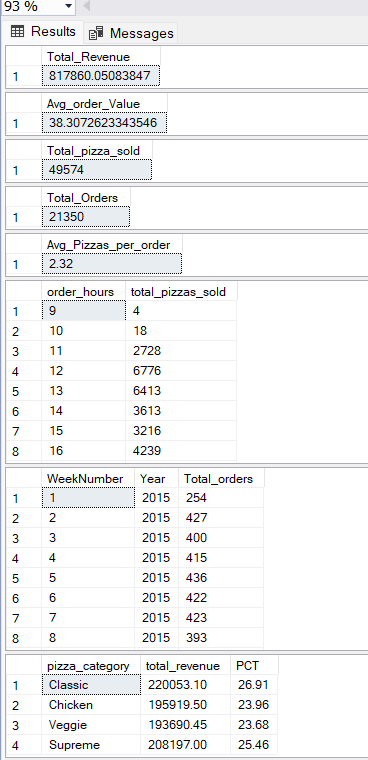 93 %
Results Messages
Total_Revenue
1 817860.05083847
Avg_order_Value
1 38.3072623343546
Total_pizza_sold
1 49574
Total_Orders
1 21350
Avg_Pizzas_per_order
1 2.32
order_hours total_pizzas_sold
1 9 4
2 10 18
3 11 2728
4 12 6776
5 13 6413
6 14 3613
7 15 3216
8 16 4239
WeekNumber Year Total_orders
1 1 2015 254
2 2 2015 427
3 3 2015 400
4 4 2015 415
5 5 2015 436
6 6 2015 422
7 7 2015 423
8 8 2015 393
pizza_category total_revenue PCT
1 Classic 220053.10 26.91
2 Chicken 195919.50 23.96
3 Veggie 193690.45 23.68
4 Supreme 208197.00 25.46